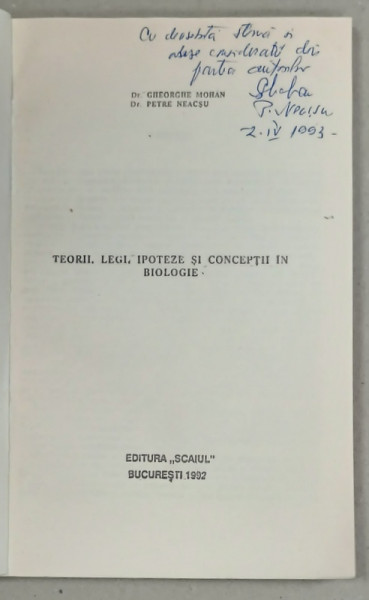 Cu deosebită stimă și
alese considerații din
partea autorilor
P. Neacșu
2. IV 1993
Dr. GHEORGHE MOHAN
Dr. PETRE NEACȘU
TEORII, LEGI, IPOTEZE ȘI CONCEPȚII ÎN
BIOLOGIE
EDITURA „SCAIUL"
BUCUREȘTI 1992